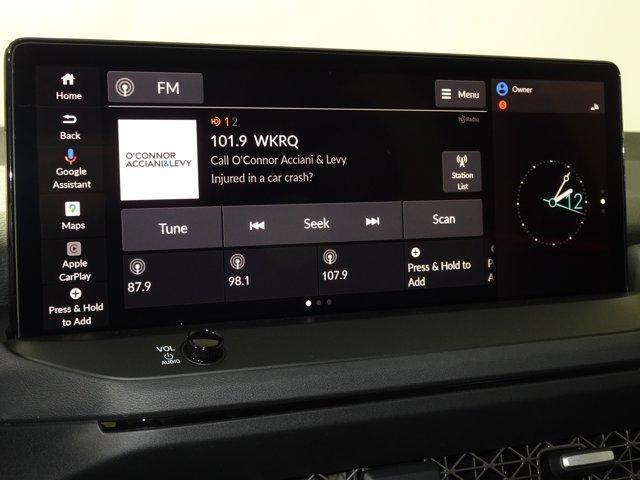 Home
FM
Menu
Owner
Back
HD 1 2
HD Radio
101.9 WKRQ
O'CONNOR
ACCIANI&LEVY
Call O'Connor Acciani & Levy
Injured in a car crash?
Station
List
Google
Assistant
Maps
Tune
Seek
Scan
12
Apple
CarPlay
87.9
98.1
107.9
Press & Hold to
Add
P
A
Press & Hold
to Add
VOL
AUDIO